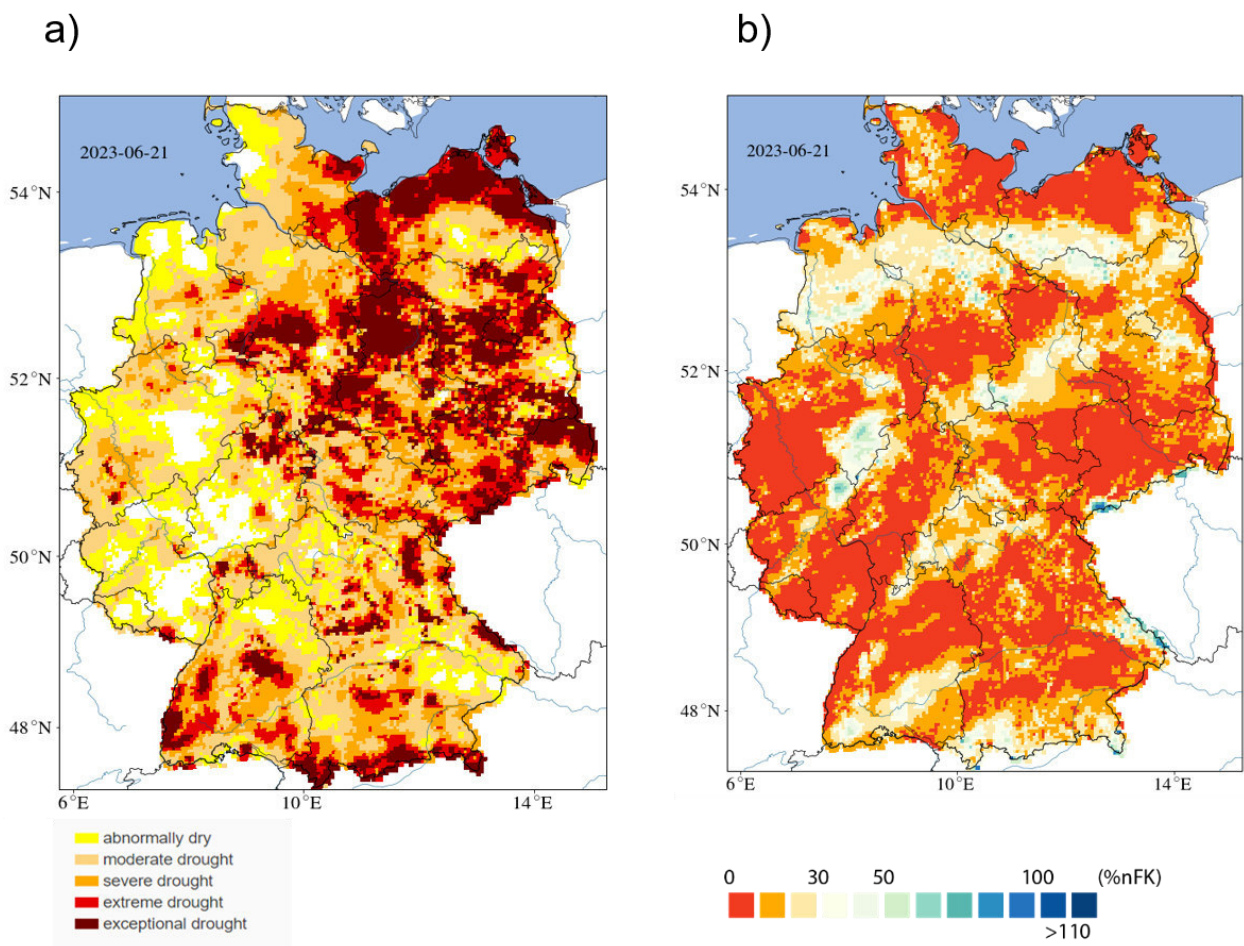 a)
b)
2023-06-21
2023-06-21
54°N
52°N
50°N
48°N
6°E
10°E
14°E
54°N
52°N
50°N
48°N
6°E
10°E
14°E
abnormally dry
moderate drought
severe drought
extreme drought
exceptional drought
0 30 50 100 (%nFK)
>110